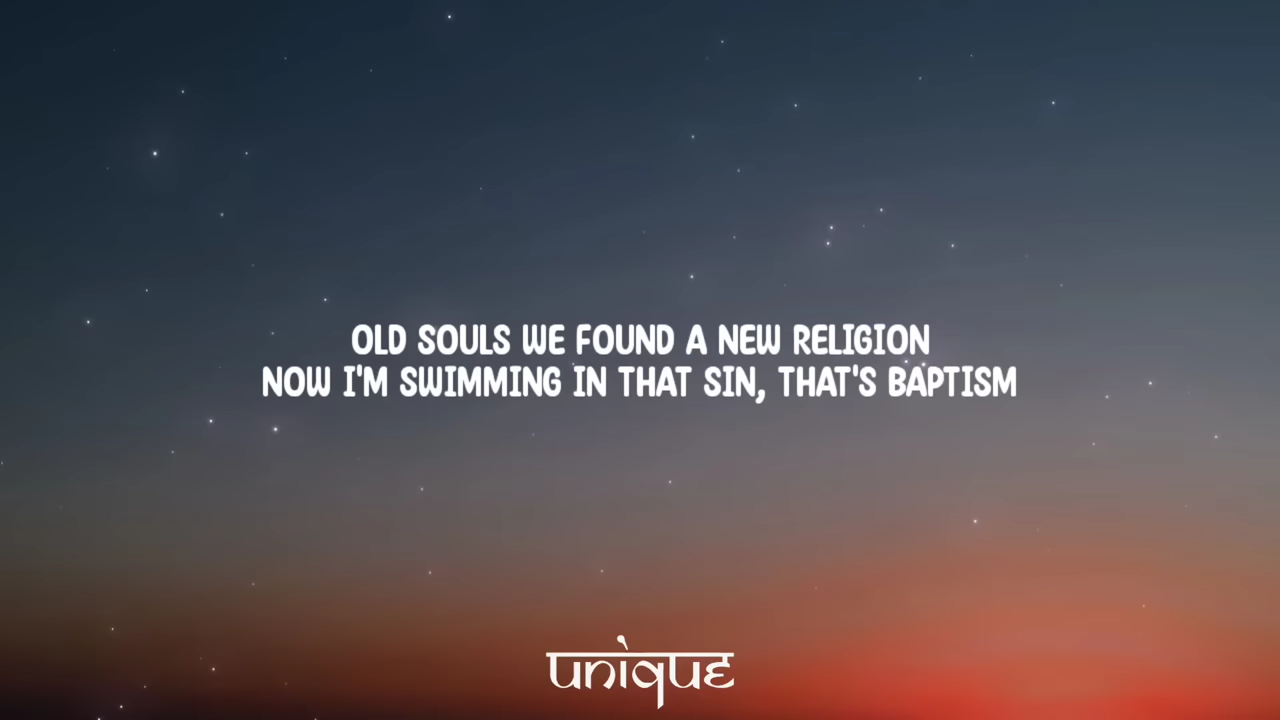 OLD SOULS WE FOUND A NEW RELIGION
NOW I'M SWIMMING IN THAT SIN, THAT'S BAPTISM
unique